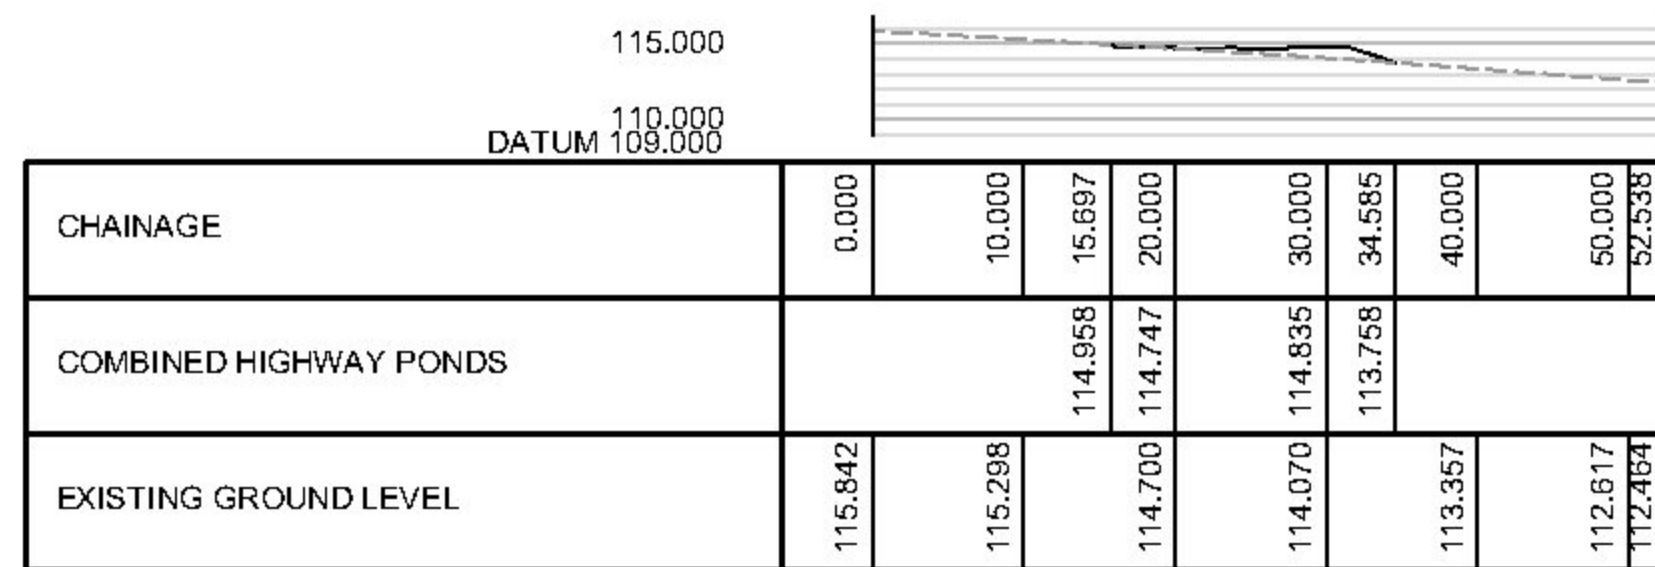 115.000
110.000
DATUM 109.000
CHAINAGE 0.000 10.000 15.697 20.000 30.000 34.585 40.000 50.000 52.538
COMBINED HIGHWAY PONDS 114.958 114.747 114.835 113.758
EXISTING GROUND LEVEL 115.842 115.298 114.700 114.070 113.357 112.617 112.464